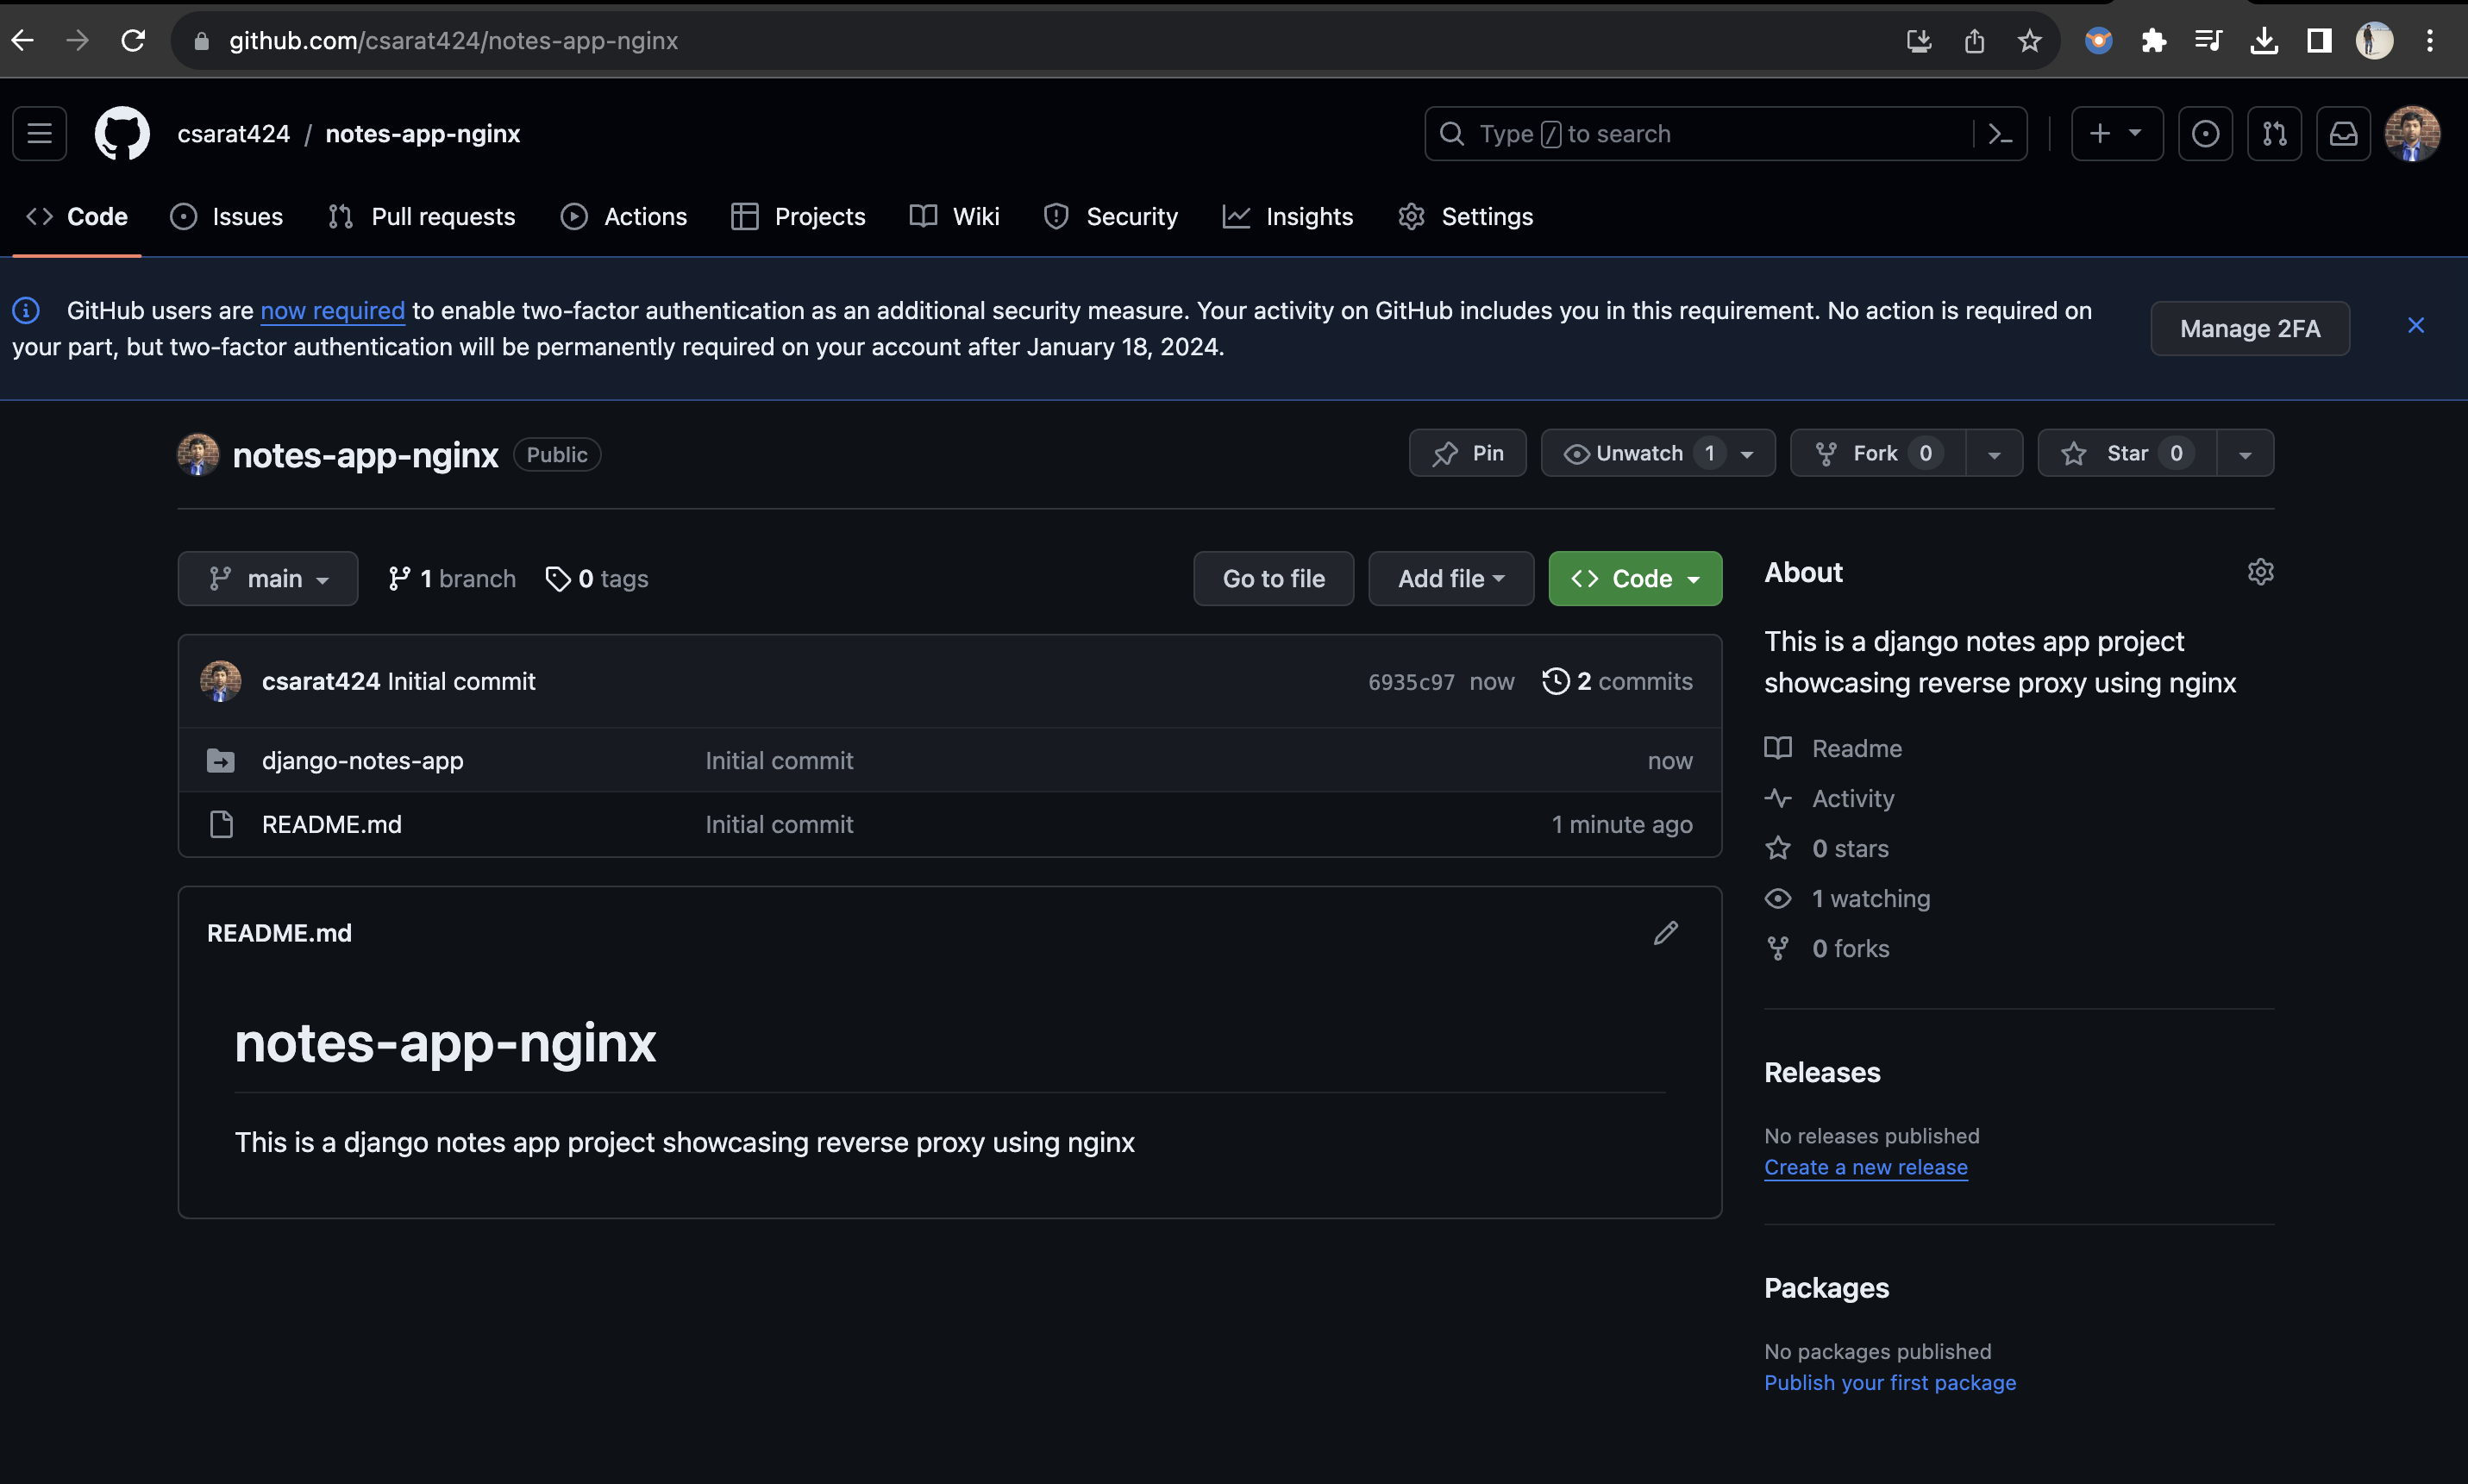 github.com/csarat424/notes-app-nginx
csarat424 / notes-app-nginx
Type / to search
Code Issues Pull requests Actions Projects Wiki Security Insights Settings
GitHub users are now required to enable two-factor authentication as an additional security measure. Your activity on GitHub includes you in this requirement. No action is required on
your part, but two-factor authentication will be permanently required on your account after January 18, 2024.
Manage 2FA
notes-app-nginx Public
Pin Unwatch 1 Fork 0 Star 0
main 1 branch 0 tags
Go to file Add file Code
csarat424 Initial commit 6935c97 now 2 commits
django-notes-app Initial commit now
README.md Initial commit 1 minute ago
README.md
notes-app-nginx
This is a django notes app project showcasing reverse proxy using nginx
About
This is a django notes app project
showcasing reverse proxy using nginx
Readme
Activity
0 stars
1 watching
0 forks
Releases
No releases published
Create a new release
Packages
No packages published
Publish your first package